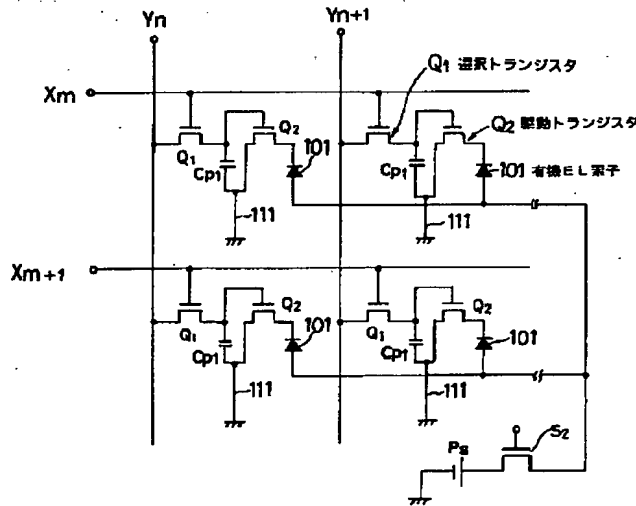 Yn
Yn+1
Q1 選択トランジスタ
Xm
Q2
Q2 駆動トランジスタ
Q1
101
Cp1
Cp1
101 有機EL素子
111
111
Xm+1
Q1
Q2
101
Cp1
Q1
Q2
101
Cp1
111
111
Ps
S2